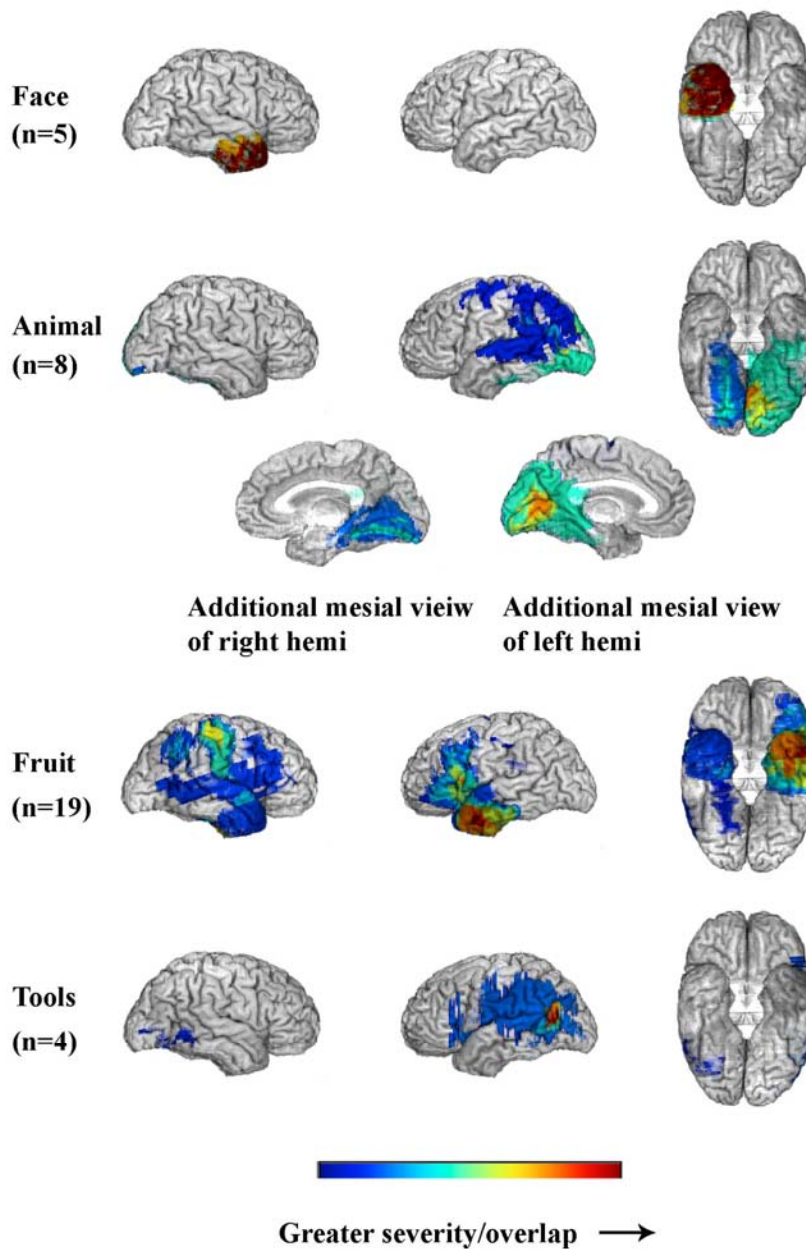 Face
(n=5)
Animal
(n=8)
Additional mesial vieiw
of right hemi
Additional mesial view
of left hemi
Fruit
(n=19)
Tools
(n=4)
Greater severity/overlap